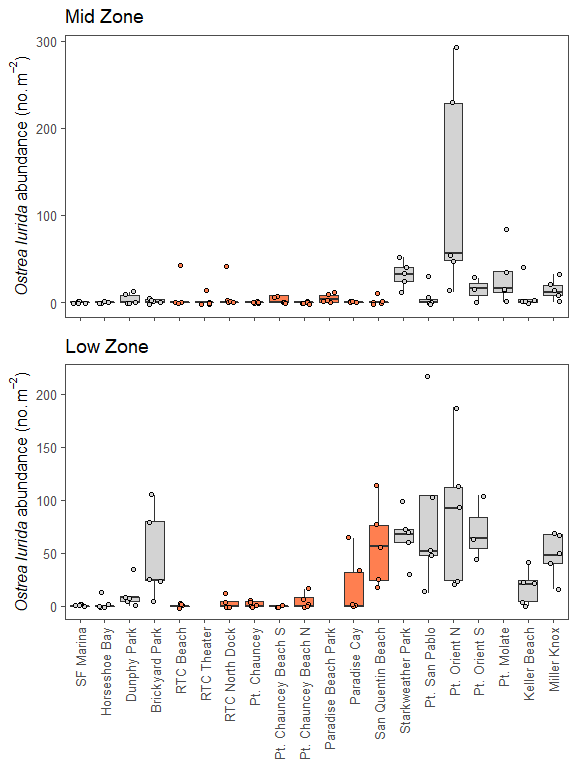 Mid Zone
Ostrea lurida abundance (no. m⁻²)
300
200
100
0
Low Zone
Ostrea lurida abundance (no. m⁻²)
200
150
100
50
0
SF Marina
Horseshoe Bay
Dunphy Park
Brickyard Park
RTC Beach
RTC Theater
RTC North Dock
Pt. Chauncey
Pt. Chauncey Beach S
Pt. Chauncey Beach N
Paradise Beach Park
Paradise Cay
San Quentin Beach
Starkweather Park
Pt. San Pablo
Pt. Orient N
Pt. Orient S
Pt. Molate
Keller Beach
Miller Knox